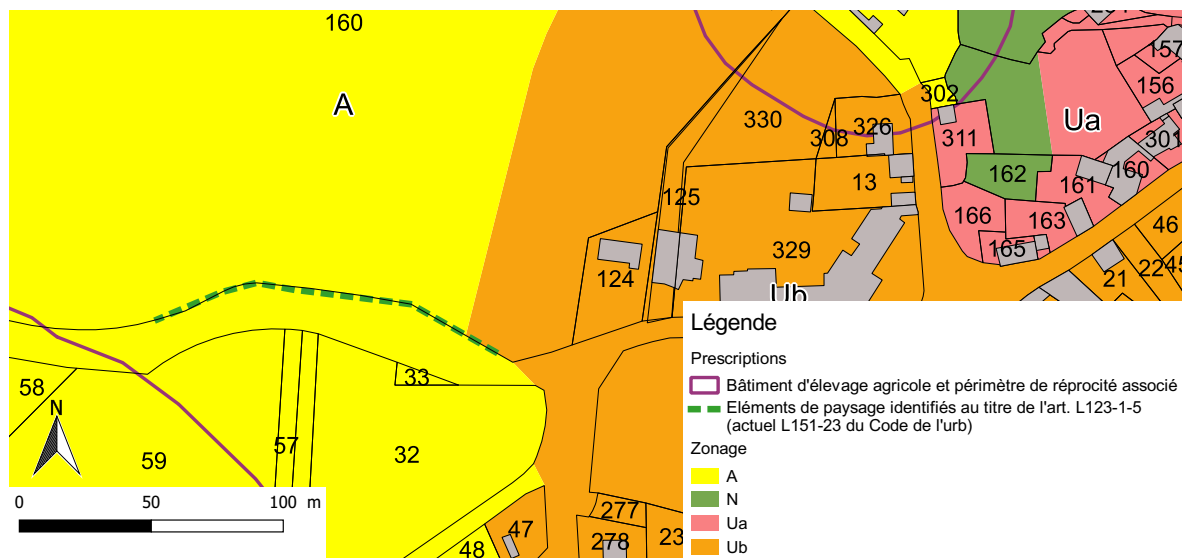 160
A
157
156
302
330
326
308
311
Ua
301
160
162
161
13
125
166
163
46
165
329
124
22
45
21
Ub
33
58
57
32
59
N
47
48
277
278
23
0 50 100 m
Légende
Prescriptions
Bâtiment d'élevage agricole et périmètre de réprocité associé
Eléments de paysage identifiés au titre de l'art. L123-1-5
(actuel L151-23 du Code de l'urb)
Zonage
A
N
Ua
Ub